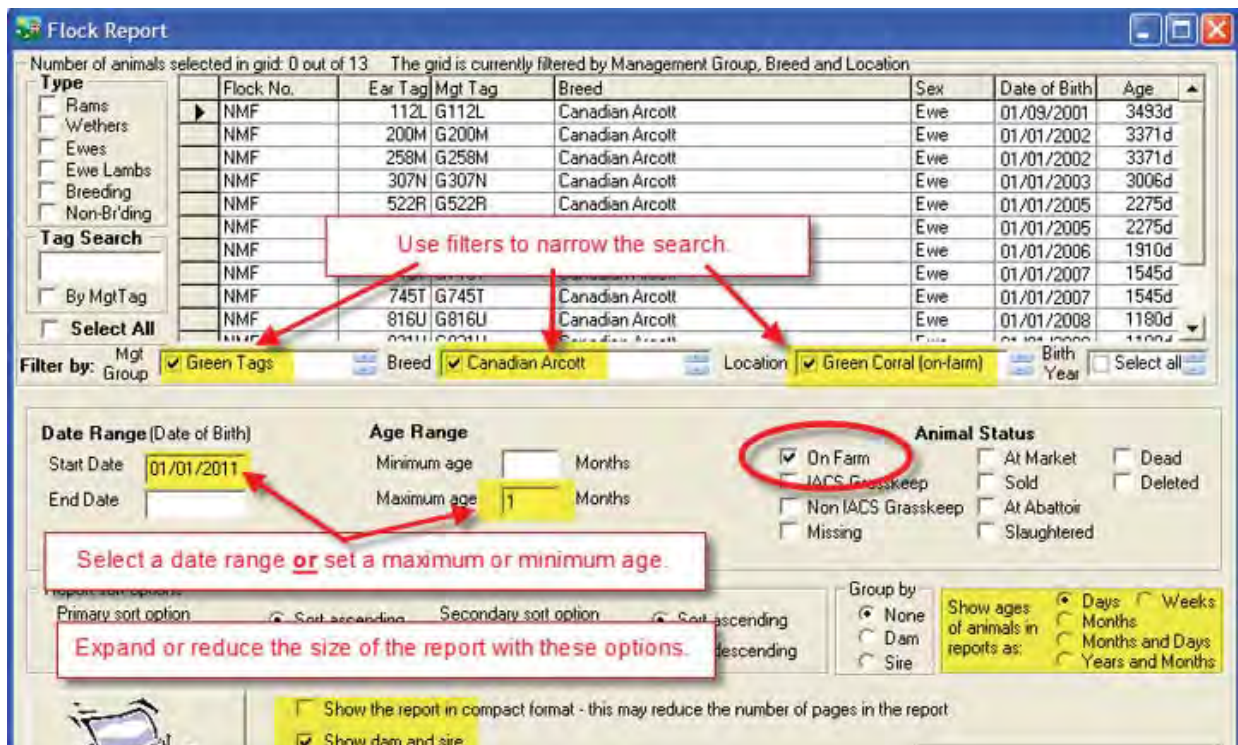 Flock Report
Number of animals selected in grid: 0 out of 13 The grid is currently filtered by Management Group, Breed and Location
Type
Rams
Wethers
Ewes
Ewe Lambs
Breeding
Non-Br'ding
Tag Search
By MgtTag
Select All
Flock No. Ear Tag Mgt Tag Breed Sex Date of Birth Age
NMF 112L G112L Canadian Arcott Ewe 01/09/2001 3493d
NMF 200M G200M Canadian Arcott Ewe 01/01/2002 3371d
NMF 258M G258M Canadian Arcott Ewe 01/01/2002 3371d
NMF 307N G307N Canadian Arcott Ewe 01/01/2003 3006d
NMF 522R G522R Canadian Arcott Ewe 01/01/2005 2275d
NMF Ewe 01/01/2005 2275d
NMF Ewe 01/01/2006 1910d
NMF Ewe 01/01/2007 1545d
NMF 745T G745T Canadian Arcott Ewe 01/01/2007 1545d
NMF 816U G816U Canadian Arcott Ewe 01/01/2008 1180d
Use filters to narrow the search.
Filter by: Mgt Group Green Tags Breed Canadian Arcott Location Green Corral (on-farm) Birth Year Select all
Date Range (Date of Birth)
Start Date 01/01/2011
End Date
Age Range
Minimum age Months
Maximum age 1 Months
Animal Status
On Farm At Market Dead
IACS Grasskeep Sold Deleted
Non IACS Grasskeep At Abattoir
Missing Slaughtered
Select a date range or set a maximum or minimum age.
Report sort options
Primary sort option Sort ascending Secondary sort option Sort ascending
descending
Expand or reduce the size of the report with these options.
Group by
None
Dam
Sire
Show ages of animals in reports as:
Days Weeks
Months
Months and Days
Years and Months
Show the report in compact format - this may reduce the number of pages in the report
Show dam and sire